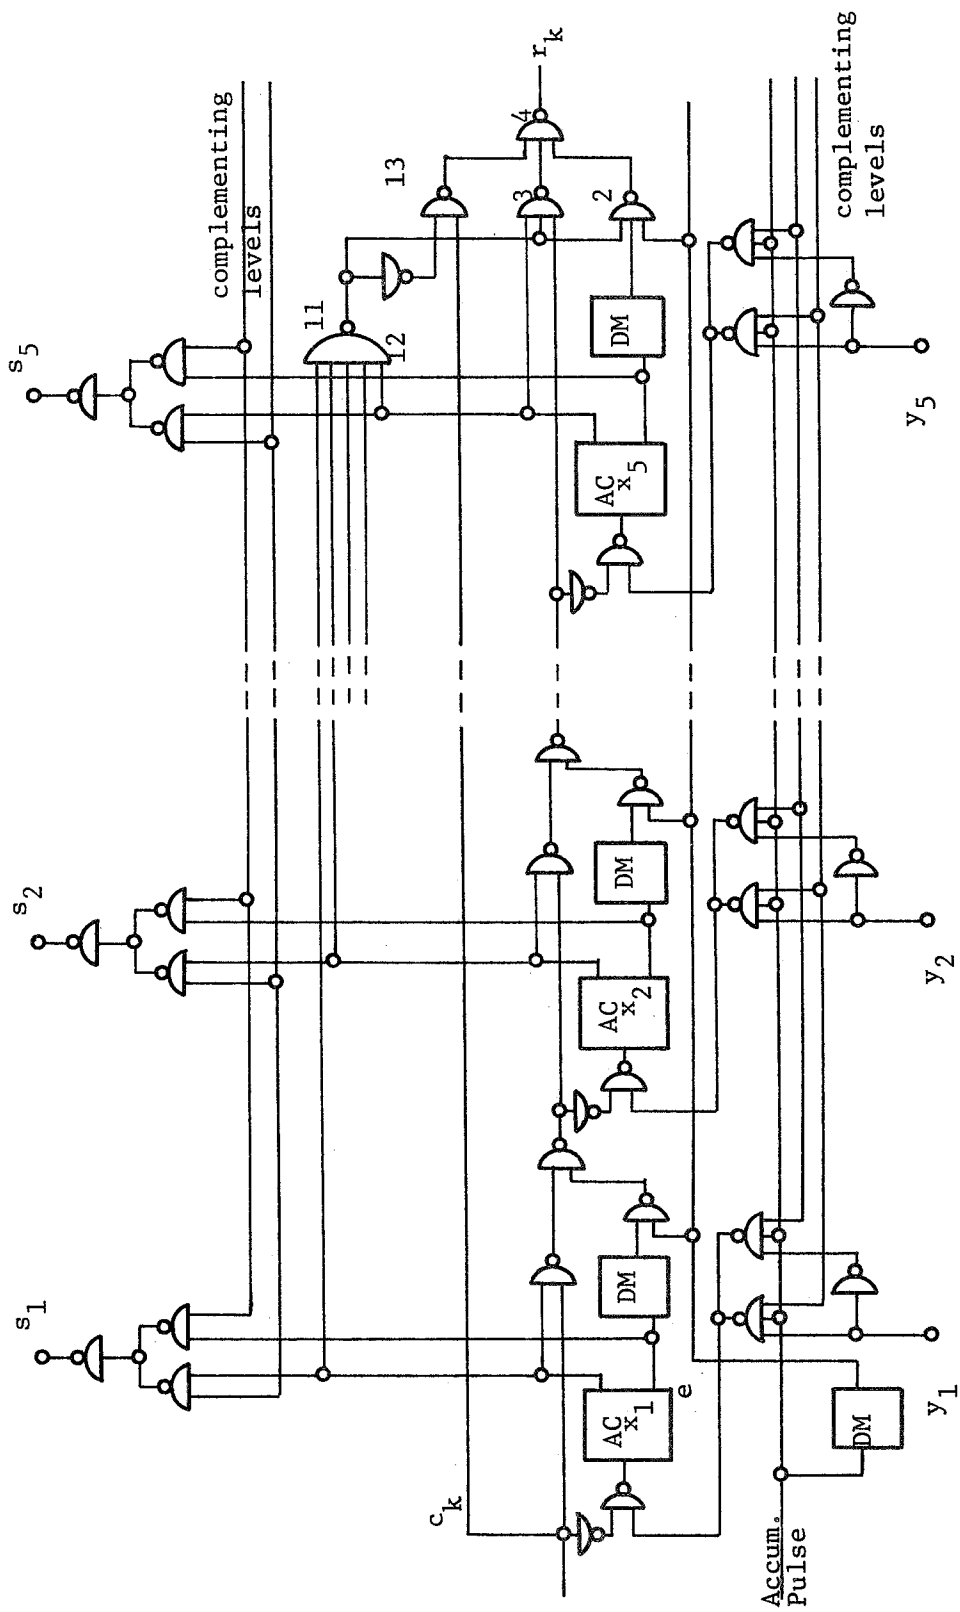 s1
s2
s5
complementing
levels
11
12
13
rk
ck
3
4
2
AC
x1
e
DM
AC
x2
DM
AC
x5
DM
Accum.
Pulse
DM
y1
y2
y5
complementing
levels